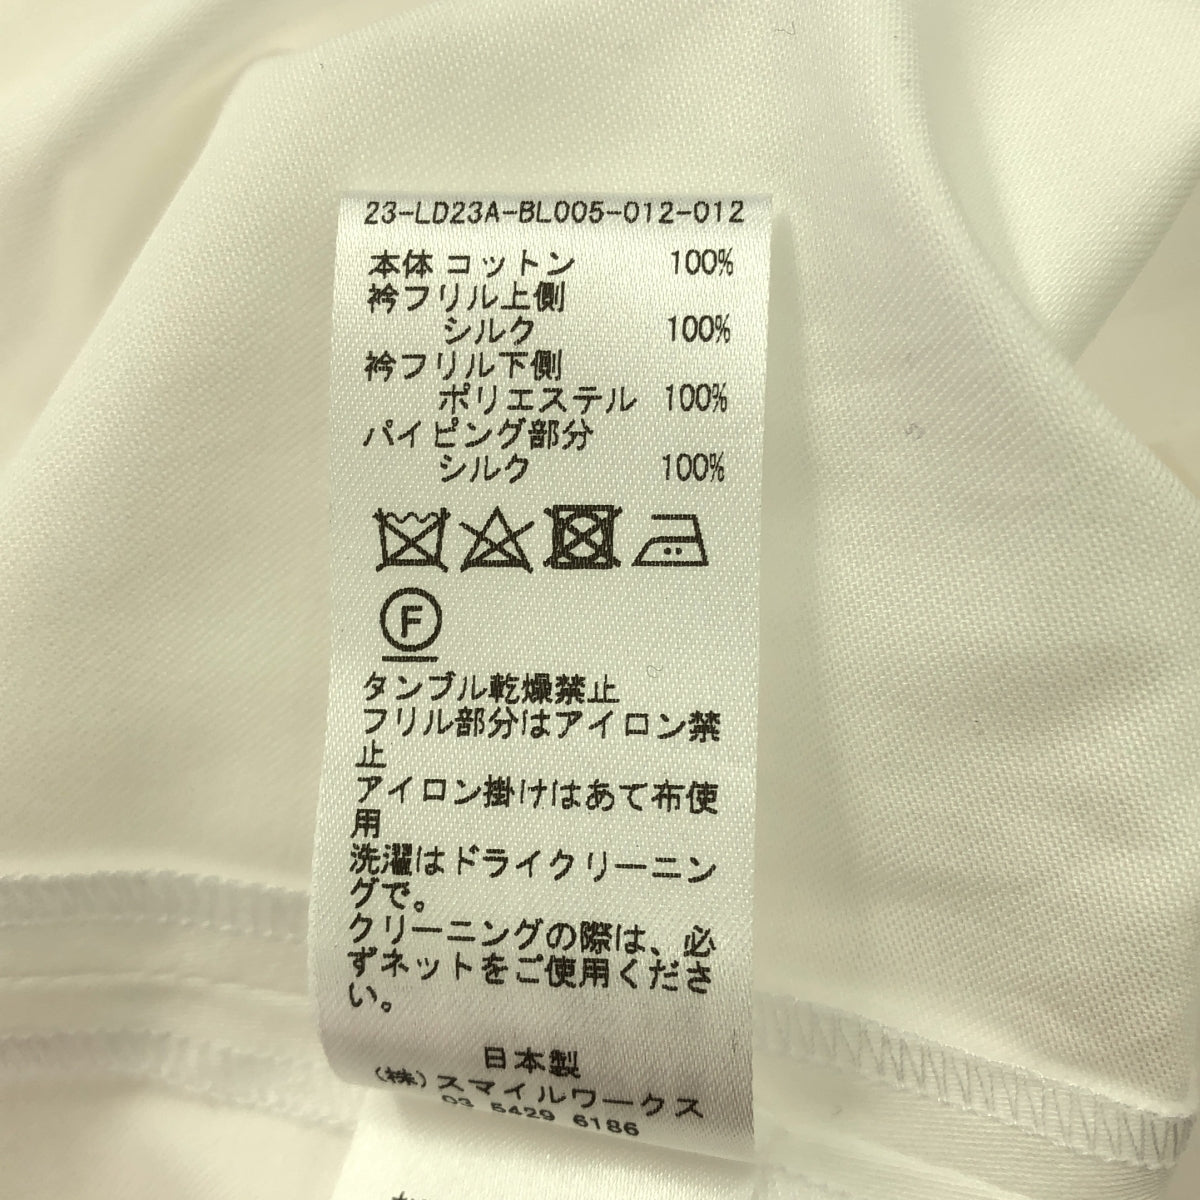 23-LD23A-BL005-012-012
本体 コットン 100%
衿フリル上側
シルク 100%
衿フリル下側
ポリエステル 100%
パイピング部分
シルク 100%
F
タンブル乾燥禁止
フリル部分はアイロン禁
止
アイロン掛けはあて布使
用
洗濯はドライクリーニン
グで。
クリーニングの際は、必
ずネットをご使用くださ
い。
日本製
(株)スマイルワークス
03 5429 6186